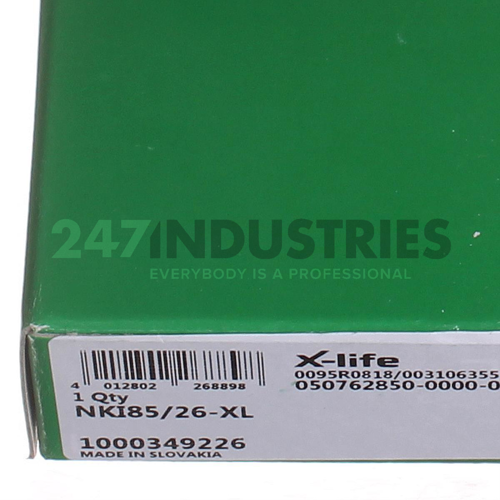 247INDUSTRIES
EVERYBODY IS A PROFESSIONAL
X-life
0095R0818/003106355
050762850-0000-0
4 012802 268898
1 Qty
NKI85/26-XL
1000349226
MADE IN SLOVAKIA